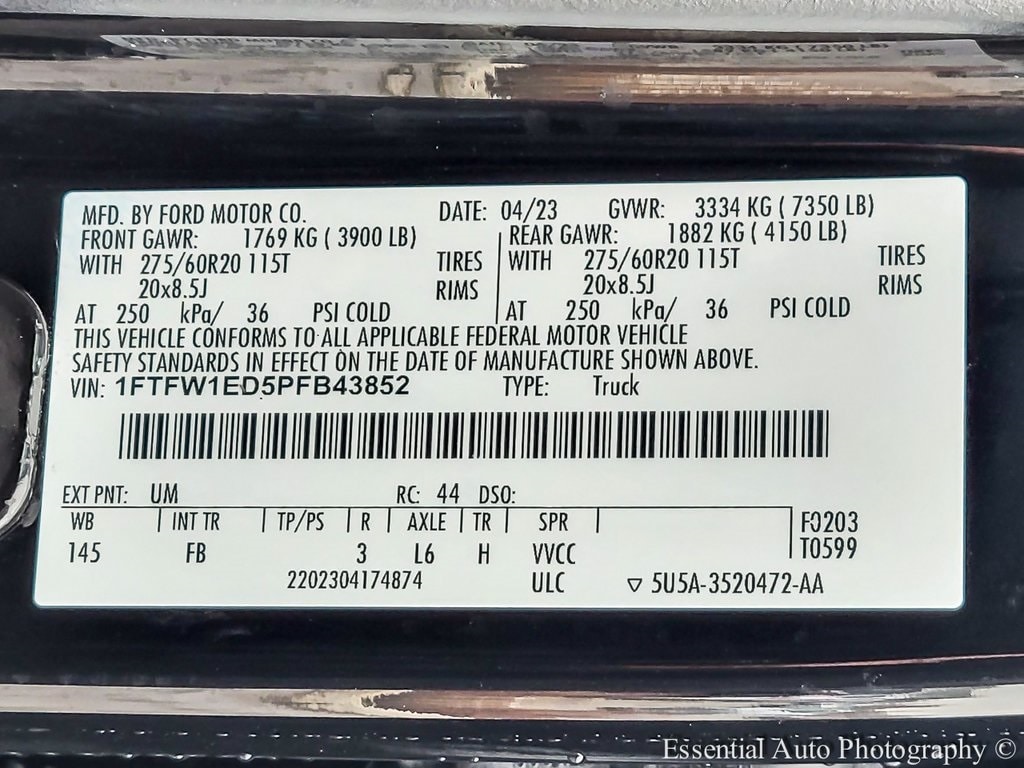 MFD. BY FORD MOTOR CO. DATE: 04/23 GVWR: 3334 KG ( 7350 LB)
FRONT GAWR: 1769 KG ( 3900 LB) REAR GAWR: 1882 KG ( 4150 LB)
WITH 275/60R20 115T TIRES WITH 275/60R20 115T TIRES
20x8.5J RIMS 20x8.5J RIMS
AT 250 kPa/ 36 PSI COLD AT 250 kPa/ 36 PSI COLD
THIS VEHICLE CONFORMS TO ALL APPLICABLE FEDERAL MOTOR VEHICLE
SAFETY STANDARDS IN EFFECT ON THE DATE OF MANUFACTURE SHOWN ABOVE.
VIN: 1FTFW1ED5PFB43852 TYPE: Truck
EXT PNT: UM RC: 44 DSO:
WB INT TR TP/PS R AXLE TR SPR F0203
145 FB 3 L6 H VVCC T0599
2202304174874 ULC ▽ 5U5A-3520472-AA
Essential Auto Photography ©